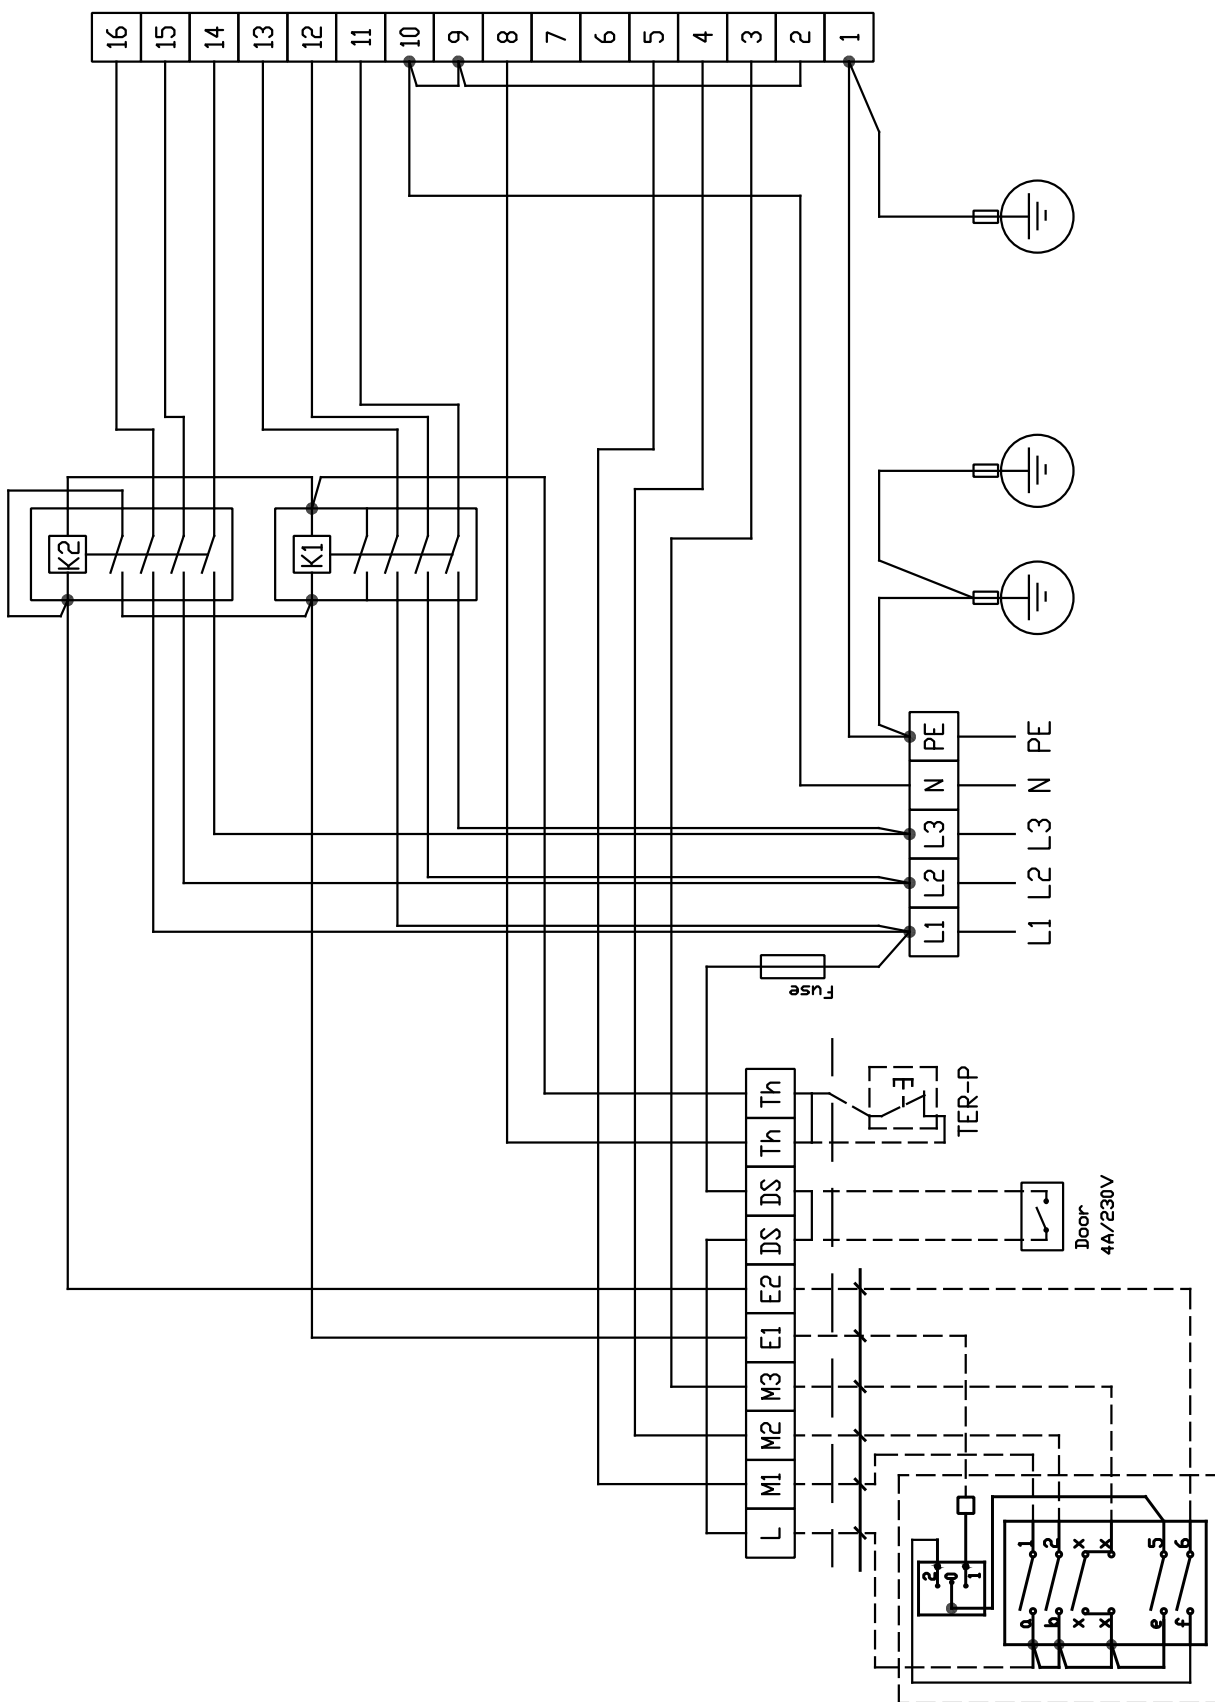 16 15 14 13 12 11 10 9 8 7 6 5 4 3 2 1
K2
K1
PE PE
N N
L3 L3
L2 L2
L1 L1
Fuse
Th
Th
TER-P
DS
DS
Door
4A/230V
E2
E1
M3
M2
M1
L
2 0 1
1 2 x x 5 6
a b x x e f